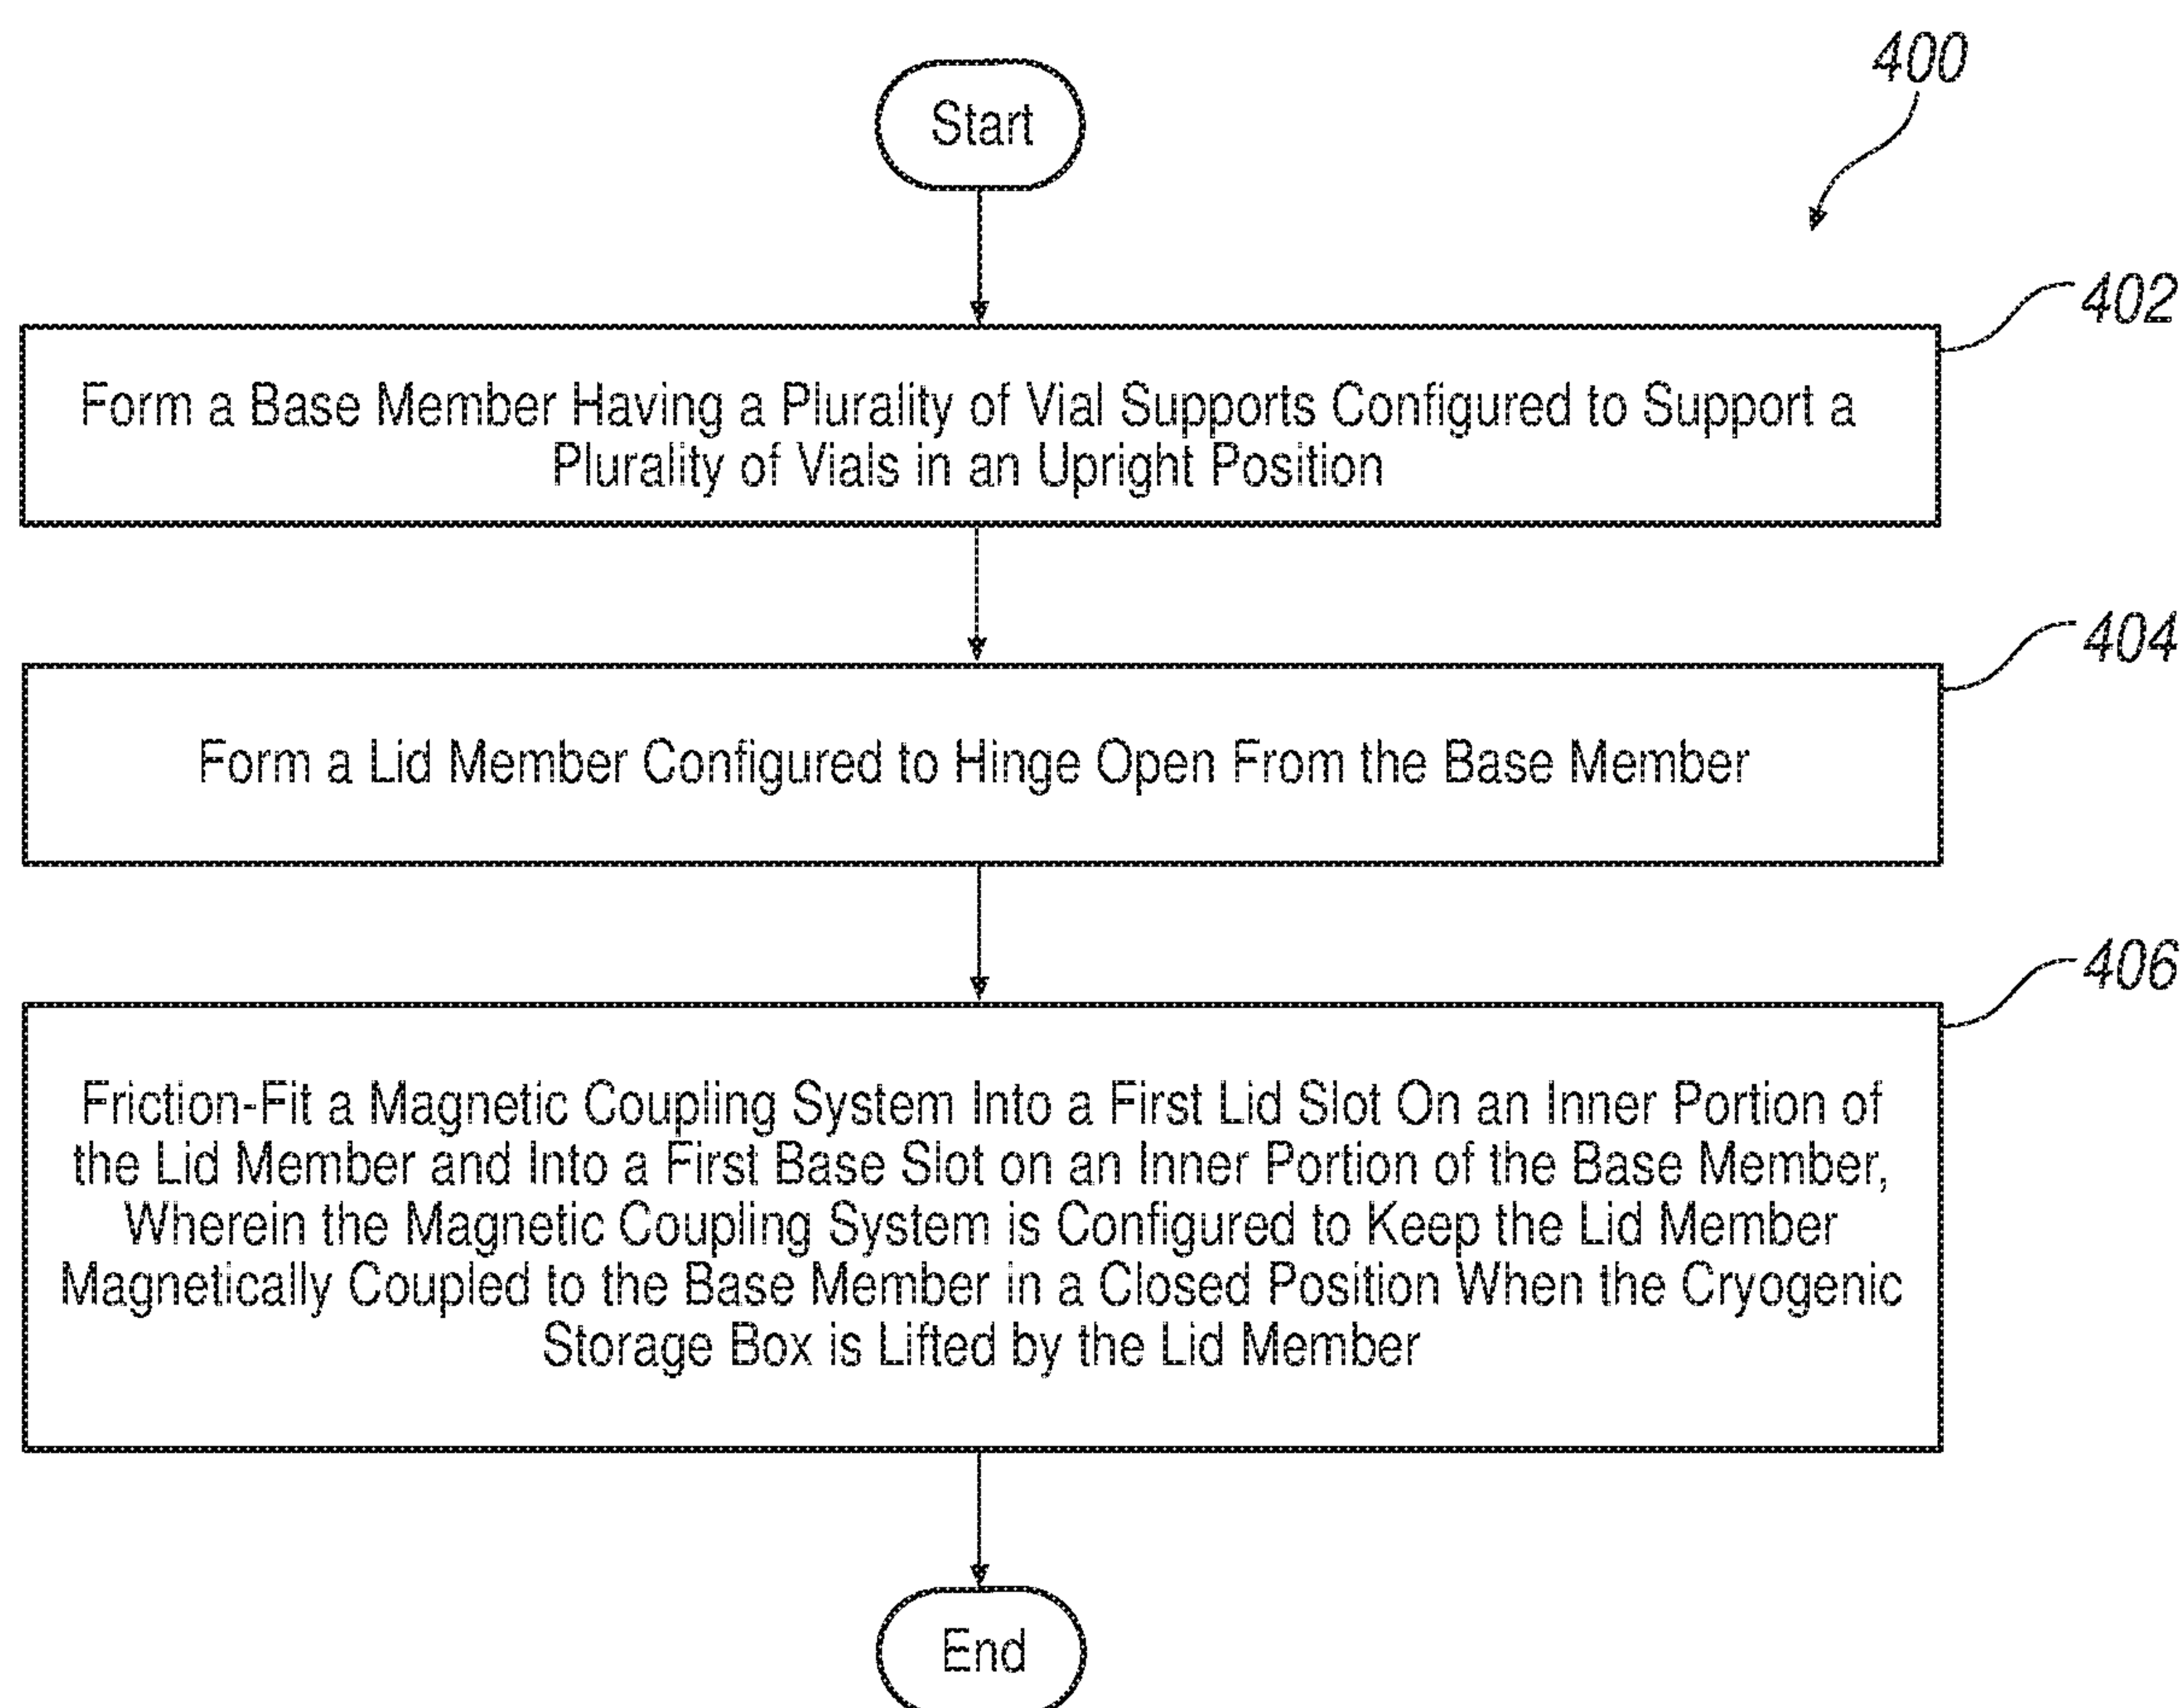 400
Start
402
Form a Base Member Having a Plurality of Vial Supports Configured to Support a
Plurality of Vials in an Upright Position
404
Form a Lid Member Configured to Hinge Open From the Base Member
406
Friction-Fit a Magnetic Coupling System Into a First Lid Slot On an Inner Portion of
the Lid Member and Into a First Base Slot on an Inner Portion of the Base Member,
Wherein the Magnetic Coupling System is Configured to Keep the Lid Member
Magnetically Coupled to the Base Member in a Closed Position When the Cryogenic
Storage Box is Lifted by the Lid Member
End